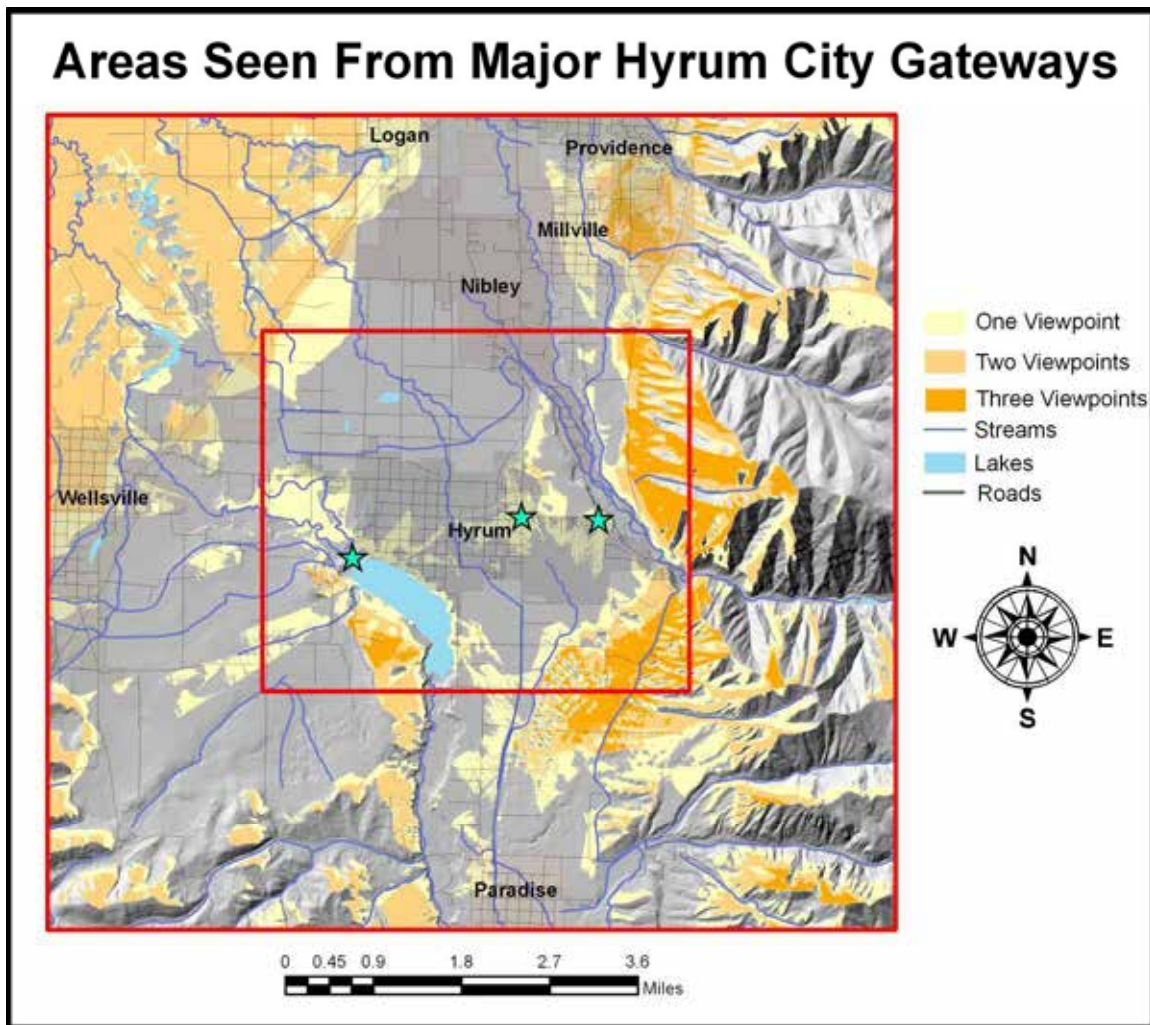 Areas Seen From Major Hyrum City Gateways
Logan
Providence
Millville
Nibley
Wellsville
Hyrum
Paradise
One Viewpoint
Two Viewpoints
Three Viewpoints
Streams
Lakes
Roads
N
W E
S
0 0.45 0.9 1.8 2.7 3.6
Miles